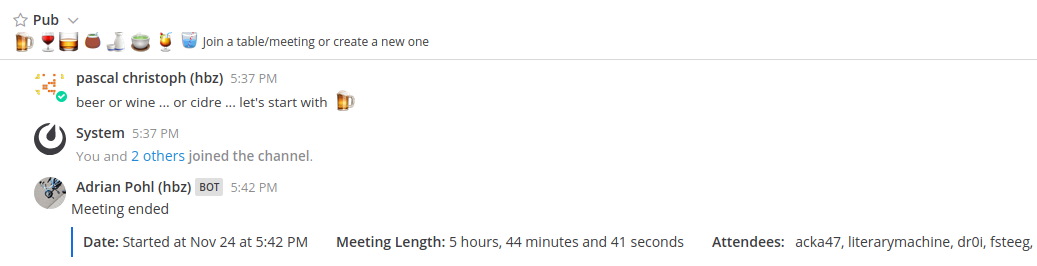 Pub
Join a table/meeting or create a new one
pascal christoph (hbz) 5:37 PM
beer or wine ... or cidre ... let's start with
System 5:37 PM
You and 2 others joined the channel.
Adrian Pohl (hbz) BOT 5:42 PM
Meeting ended
Date: Started at Nov 24 at 5:42 PM Meeting Length: 5 hours, 44 minutes and 41 seconds Attendees: acka47, literarymachine, dr0i, fsteeg,